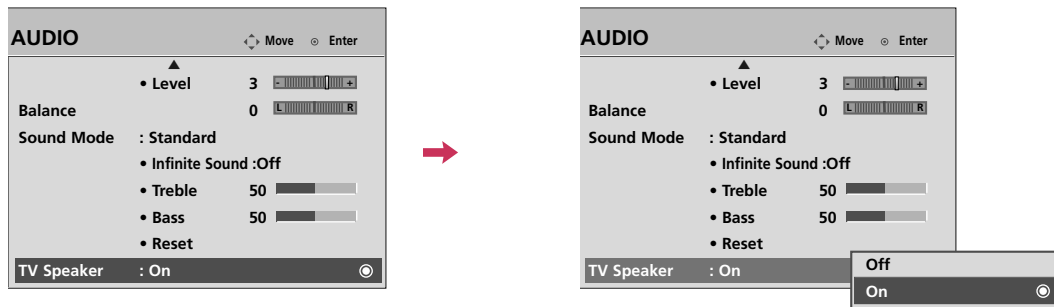 AUDIO Move Enter
• Level 3 - +
Balance 0 L R
Sound Mode : Standard
• Infinite Sound :Off
• Treble 50
• Bass 50
• Reset
TV Speaker : On
AUDIO Move Enter
• Level 3 - +
Balance 0 L R
Sound Mode : Standard
• Infinite Sound :Off
• Treble 50
• Bass 50
• Reset
TV Speaker : On
Off
On